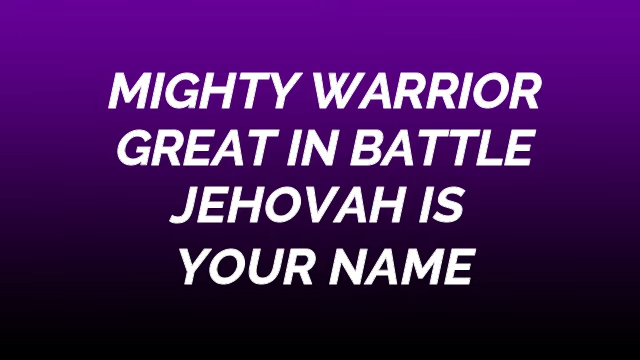 MIGHTY WARRIOR
GREAT IN BATTLE
JEHOVAH IS
YOUR NAME